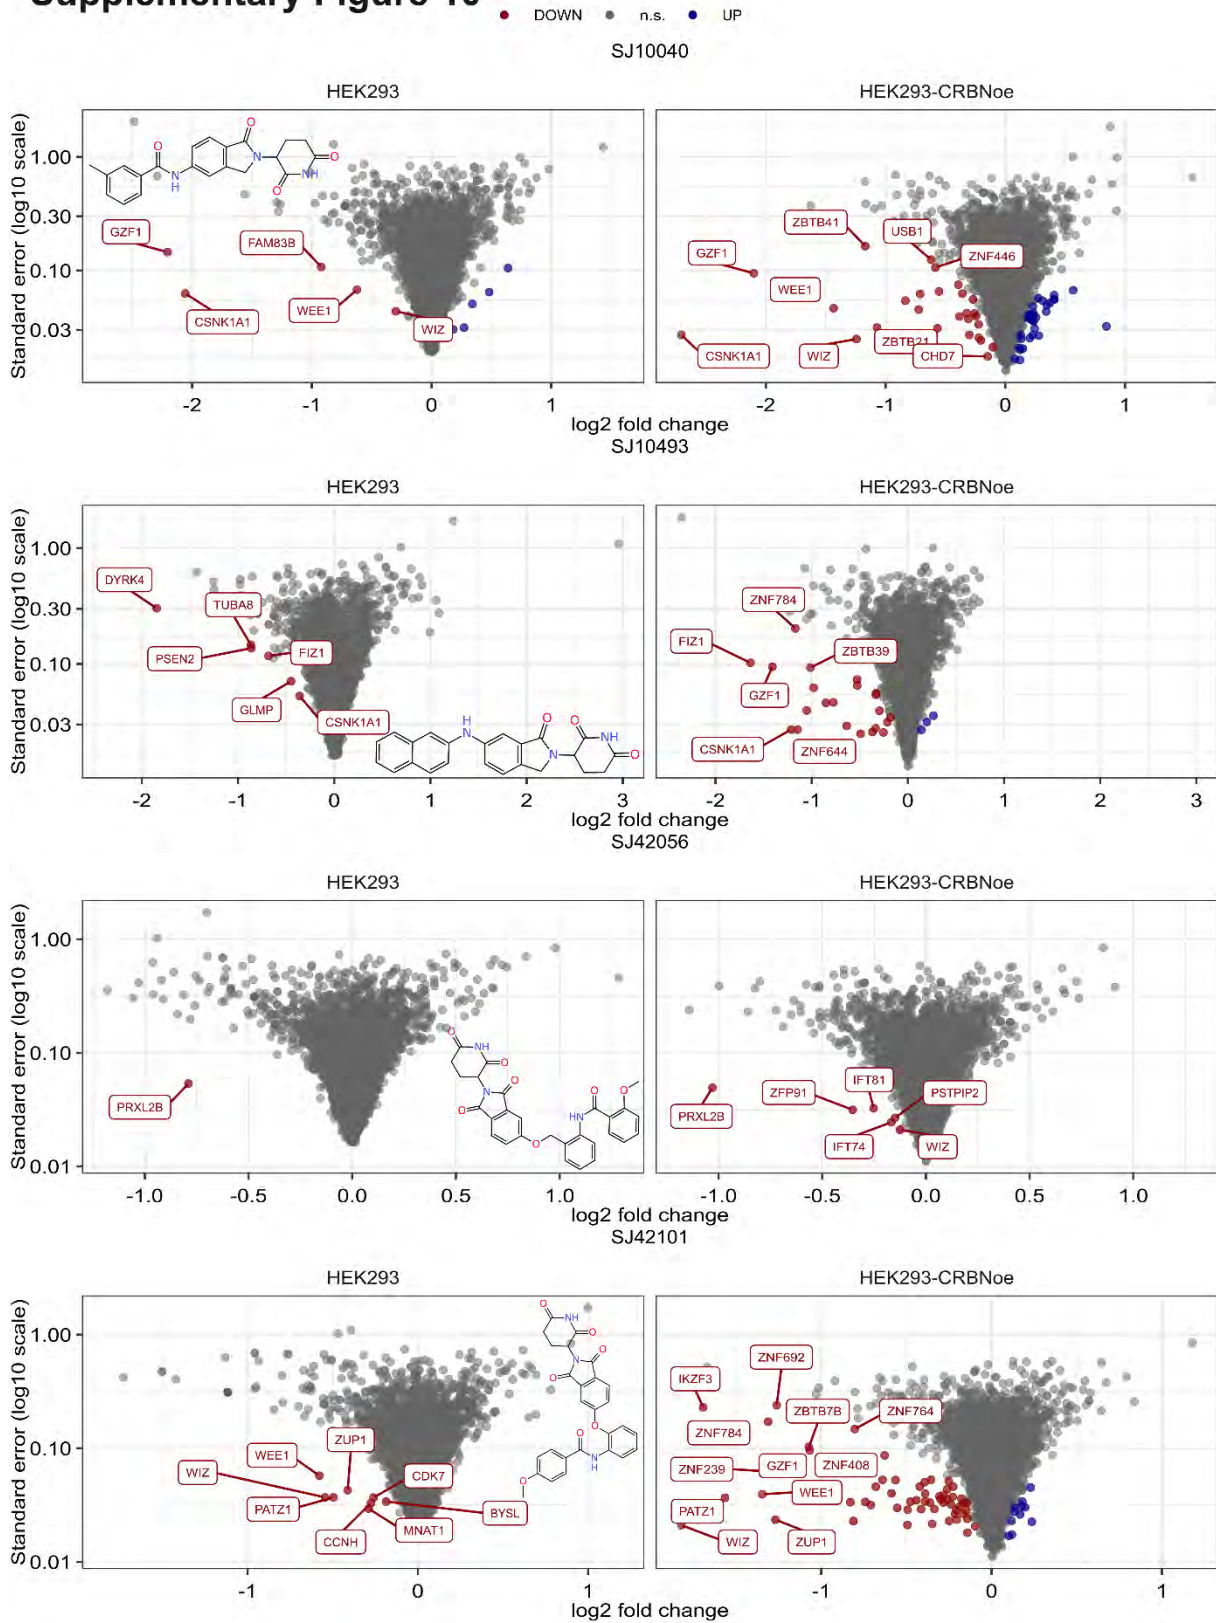 Supplementary Figure 10
DOWN n.s. UP
SJ10040
HEK293 HEK293-CRBNoe
Standard error (log10 scale)
1.00
0.30
0.10
0.03
GZF1
CSNK1A1
FAM83B
WEE1
WIZ
ZBTB41
USB1
ZNF446
GZF1
WEE1
CSNK1A1
WIZ
ZBTB21
CHD7
-2 -1 0 1 -2 -1 0 1
log2 fold change
SJ10493
HEK293 HEK293-CRBNoe
Standard error (log10 scale)
1.00
0.30
0.10
0.03
DYRK4
TUBA8
PSEN2
FIZ1
GLMP
CSNK1A1
ZNF784
FIZ1
ZBTB39
GZF1
CSNK1A1
ZNF644
-2 -1 0 1 2 3 -2 -1 0 1 2 3
log2 fold change
SJ42056
HEK293 HEK293-CRBNoe
Standard error (log10 scale)
1.00
0.10
0.01
PRXL2B
ZFP91
IFT81
PSTPIP2
PRXL2B
IFT74
WIZ
-1.0 -0.5 0.0 0.5 1.0 -1.0 -0.5 0.0 0.5 1.0
log2 fold change
SJ42101
HEK293 HEK293-CRBNoe
Standard error (log10 scale)
1.00
0.10
0.01
ZUP1
WEE1
WIZ
CDK7
PATZ1
BYSL
MNAT1
CCNH
ZNF692
IKZF3
ZBTB7B
ZNF764
ZNF784
ZNF239
GZF1
ZNF408
WEE1
PATZ1
WIZ
ZUP1
-1 0 1 -1 0 1
log2 fold change